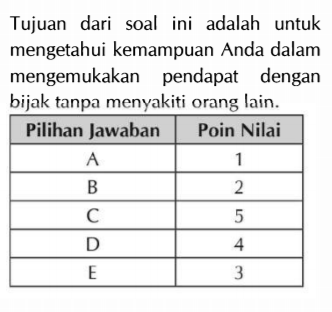 Tujuan dari soal ini adalah untuk
mengetahui kemampuan Anda dalam
mengemukakan pendapat dengan
bijak tanpa menyakiti orang lain.
Pilihan Jawaban Poin Nilai
A 1
B 2
C 5
D 4
E 3